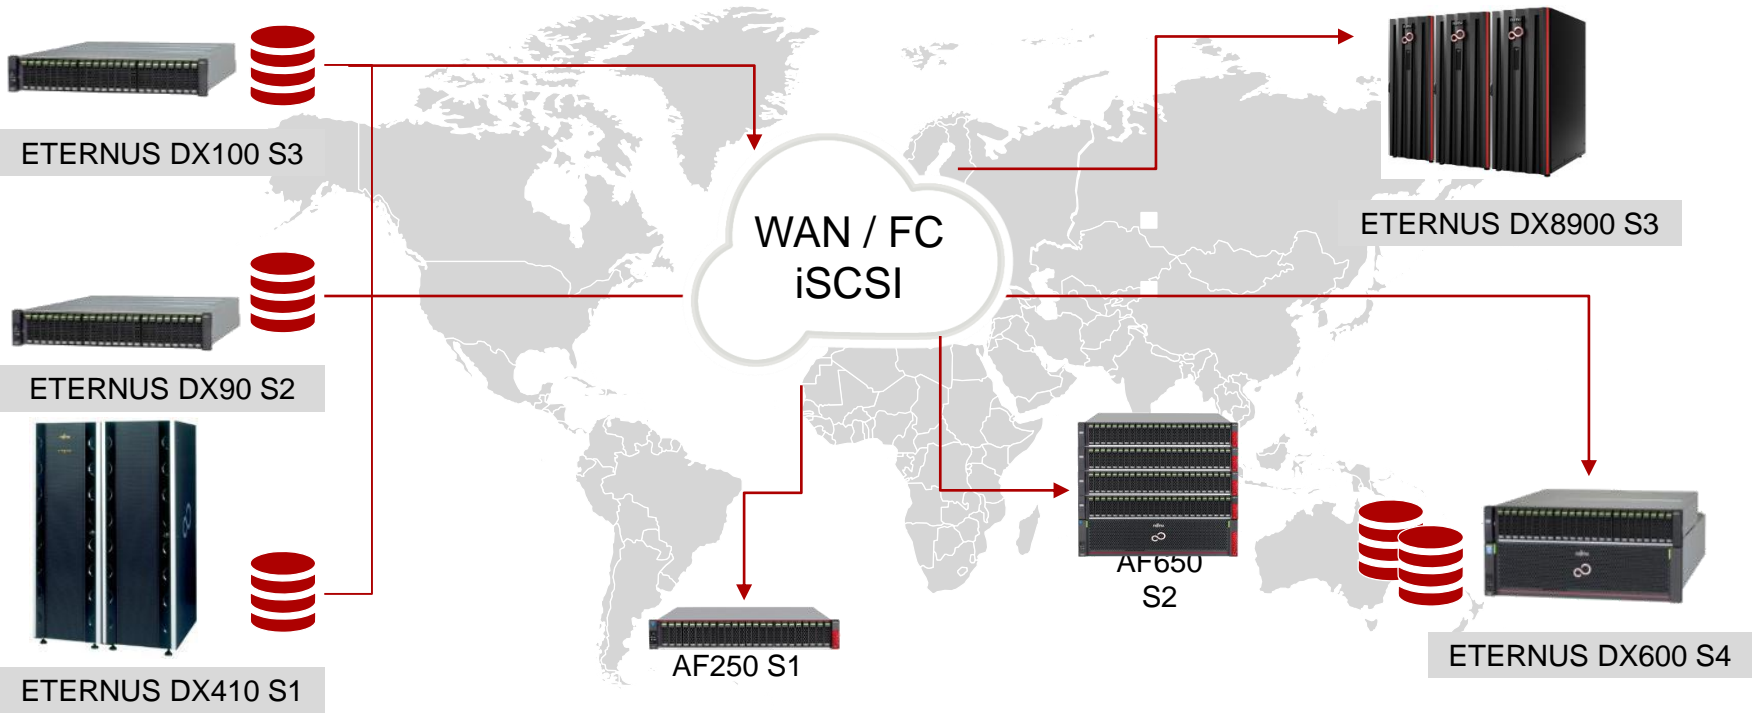 ETERNUS DX100 S3
WAN / FC
iSCSI
ETERNUS DX8900 S3
ETERNUS DX90 S2
AF650
S2
AF250 S1
ETERNUS DX600 S4
ETERNUS DX410 S1